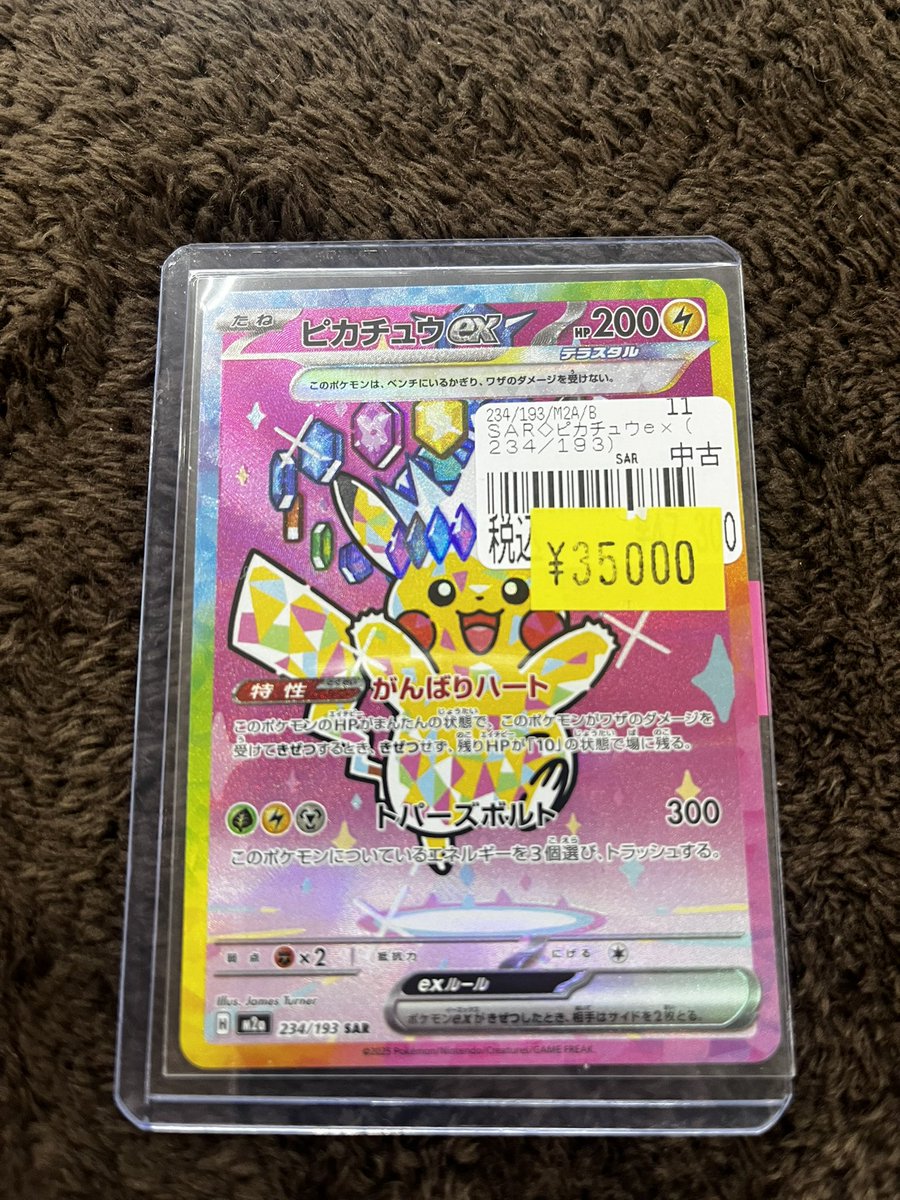 たね
ピカチュウex
HP 200
テラスタル
このポケモンは、ベンチにいるかぎり、ワザのダメージを受けない。
234/193/M2A/B 11
SAR◇ピカチュウex(
234/193)
SAR 中古
税込
¥35000
特性 がんばりハート
このポケモンのHPがまんたんの状態で、このポケモンがワザのダメージを
受けてきぜつするとき、きぜつせず、残りHPが「10」の状態で場に残る。
トパーズボルト 300
このポケモンについているエネルギーを3個選び、トラッシュする。
弱点 ×2 抵抗力 にげる
exルール
ポケモンexがきぜつしたとき、相手はサイドを2枚とる。
Illus. James Turner
H M2a 234/193 SAR
©2025 Pokémon/Nintendo/Creatures/GAME FREAK